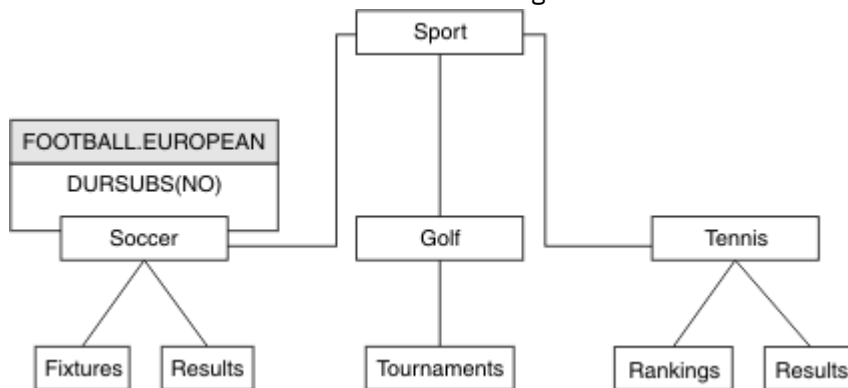 Sport
FOOTBALL.EUROPEAN
DURSUBS(NO)
Soccer
Golf
Tennis
Fixtures
Results
Tournaments
Rankings
Results